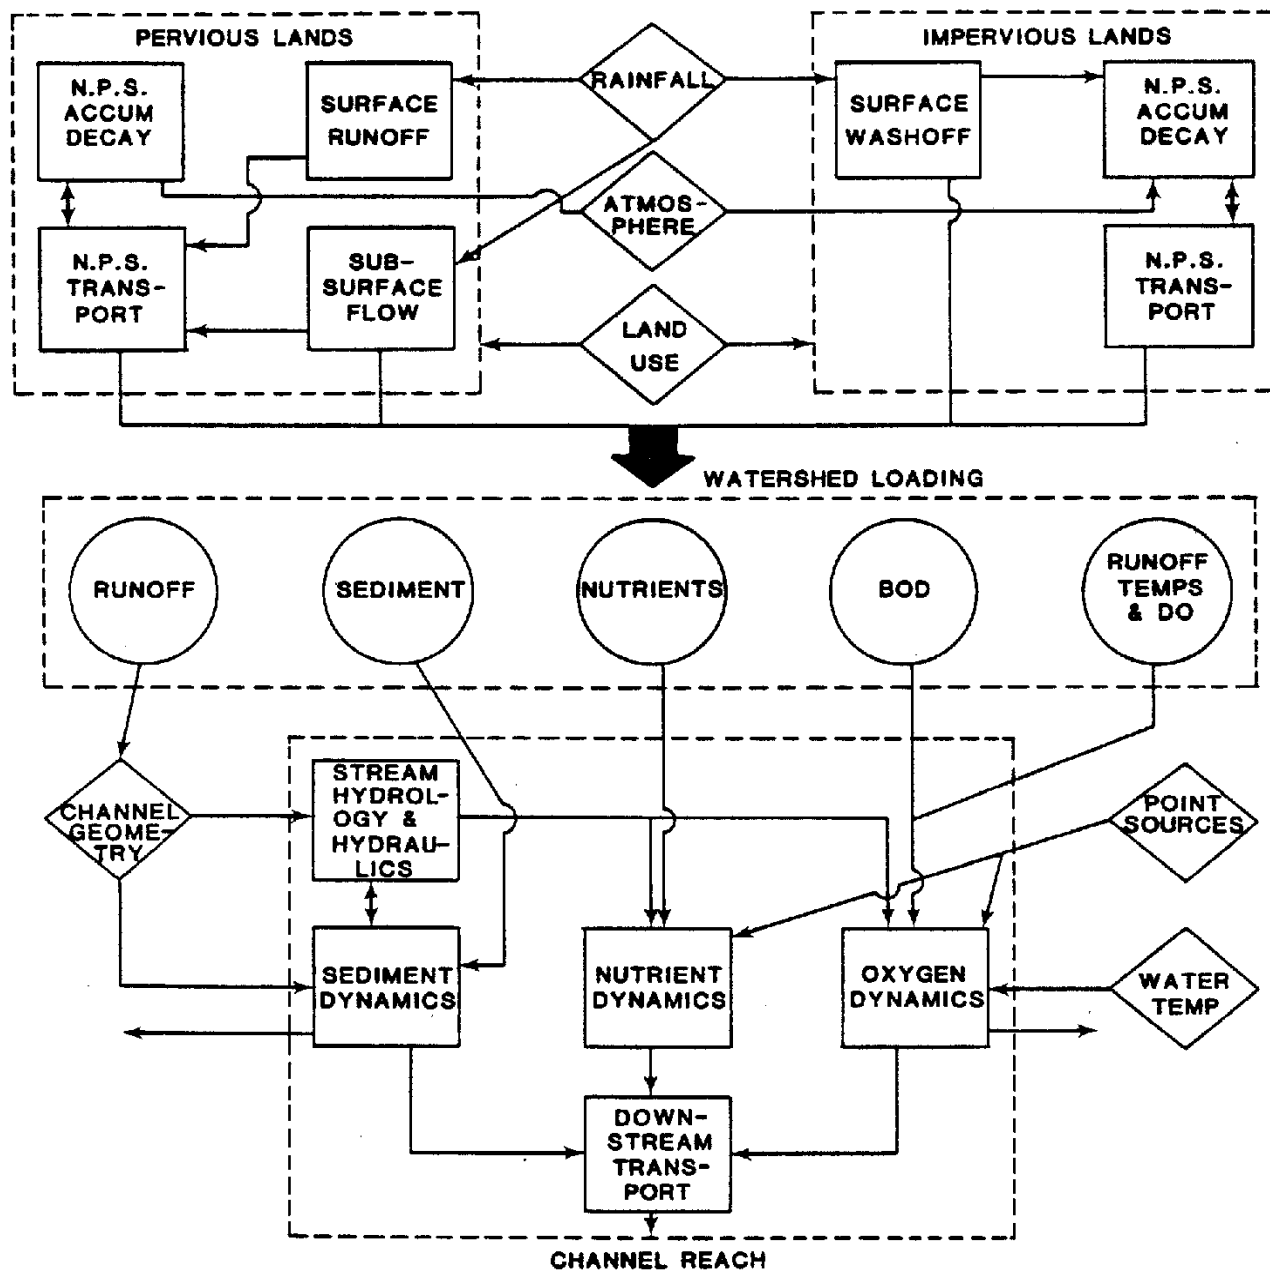 PERVIOUS LANDS
N.P.S.
ACCUM
DECAY
SURFACE
RUNOFF
N.P.S.
TRANS-
PORT
SUB-
SURFACE
FLOW
RAINFALL
ATMOS-
PHERE
LAND
USE
IMPERVIOUS LANDS
SURFACE
WASHOFF
N.P.S.
ACCUM
DECAY
N.P.S.
TRANS-
PORT
WATERSHED LOADING
RUNOFF
SEDIMENT
NUTRIENTS
BOD
RUNOFF
TEMPS
& DO
CHANNEL
GEOME-
TRY
STREAM
HYDROL-
OGY &
HYDRAU-
LICS
POINT
SOURCES
SEDIMENT
DYNAMICS
NUTRIENT
DYNAMICS
OXYGEN
DYNAMICS
WATER
TEMP
DOWN-
STREAM
TRANS-
PORT
CHANNEL REACH